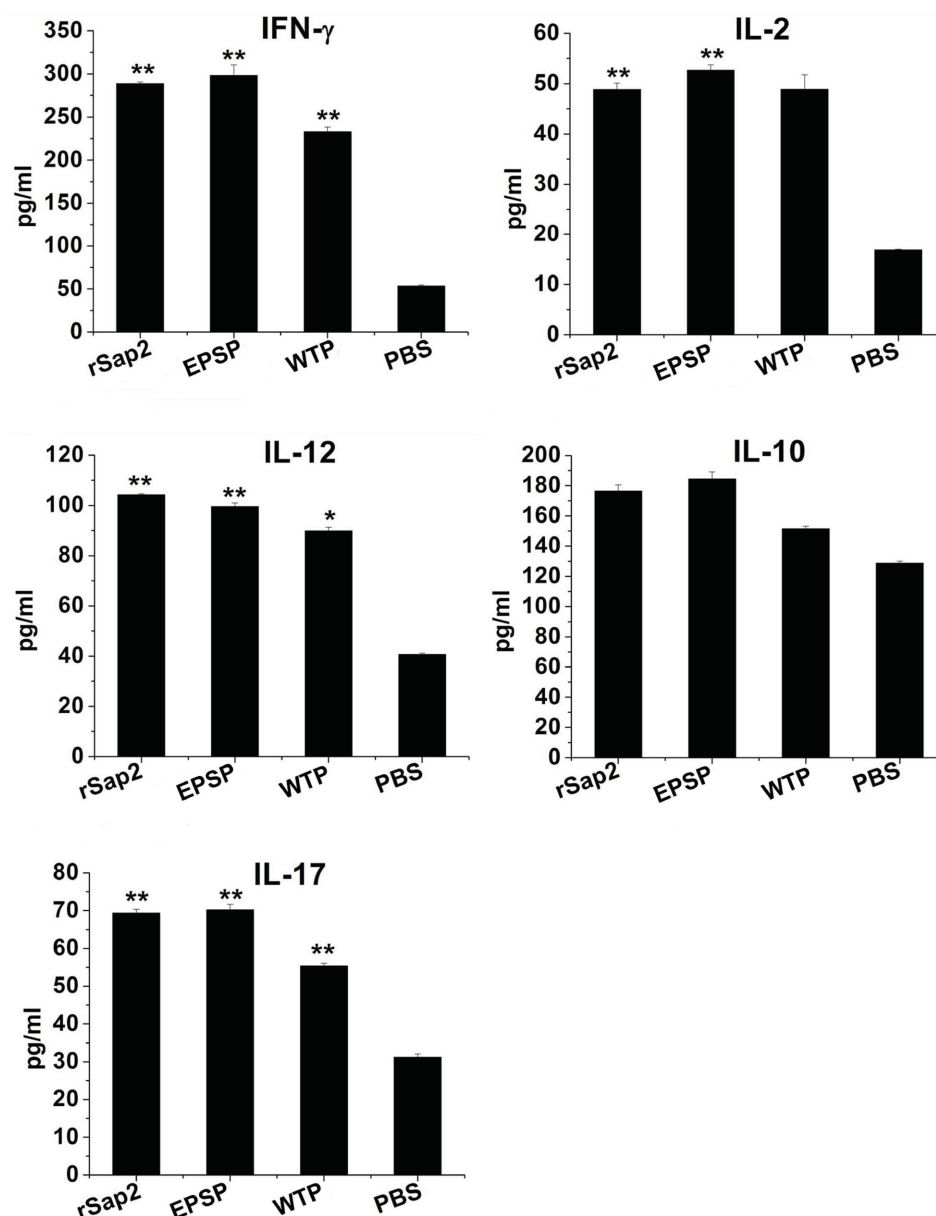 IFN-γ
350
300
250
200
150
100
50
0
pg/ml
** ** **
rSap2 EPSP WTP PBS
IL-2
60
50
40
30
20
10
0
pg/ml
** **
rSap2 EPSP WTP PBS
IL-12
120
100
80
60
40
20
0
pg/ml
** ** *
rSap2 EPSP WTP PBS
IL-10
200
180
160
140
120
100
80
60
40
20
0
pg/ml
rSap2 EPSP WTP PBS
IL-17
80
70
60
50
40
30
20
10
0
pg/ml
** ** **
rSap2 EPSP WTP PBS